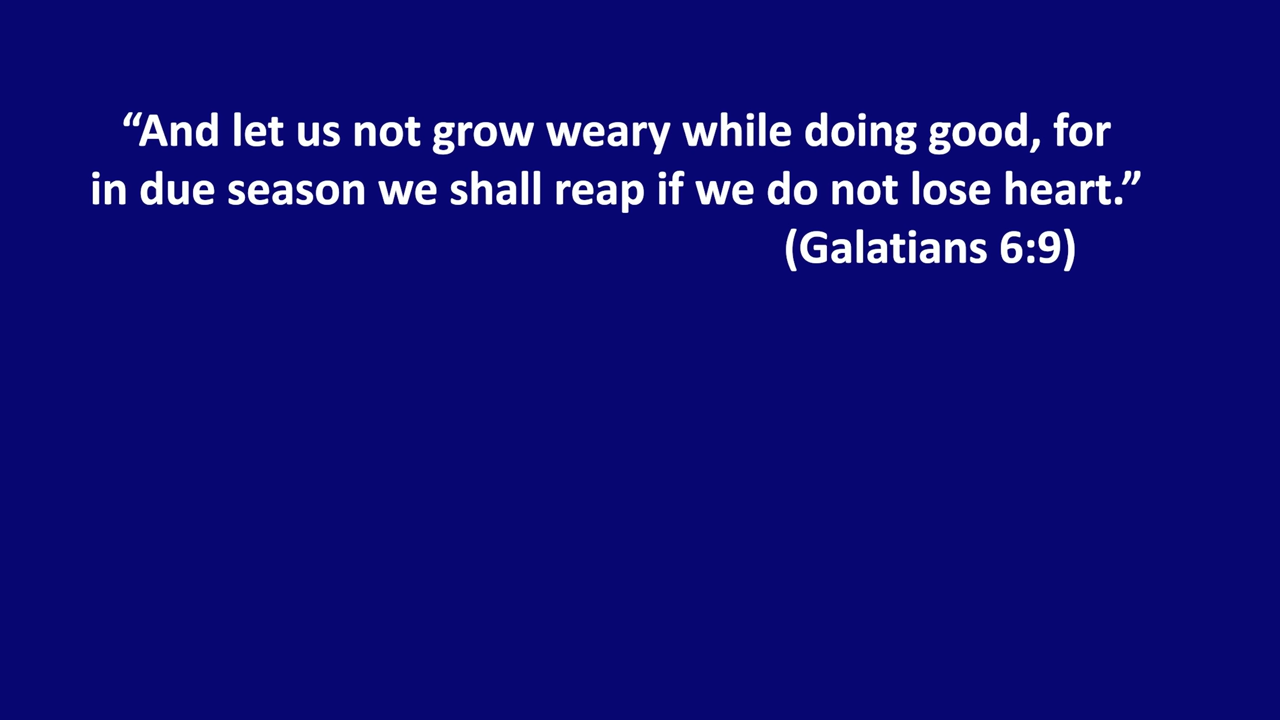 “And let us not grow weary while doing good, for
in due season we shall reap if we do not lose heart.”
(Galatians 6:9)